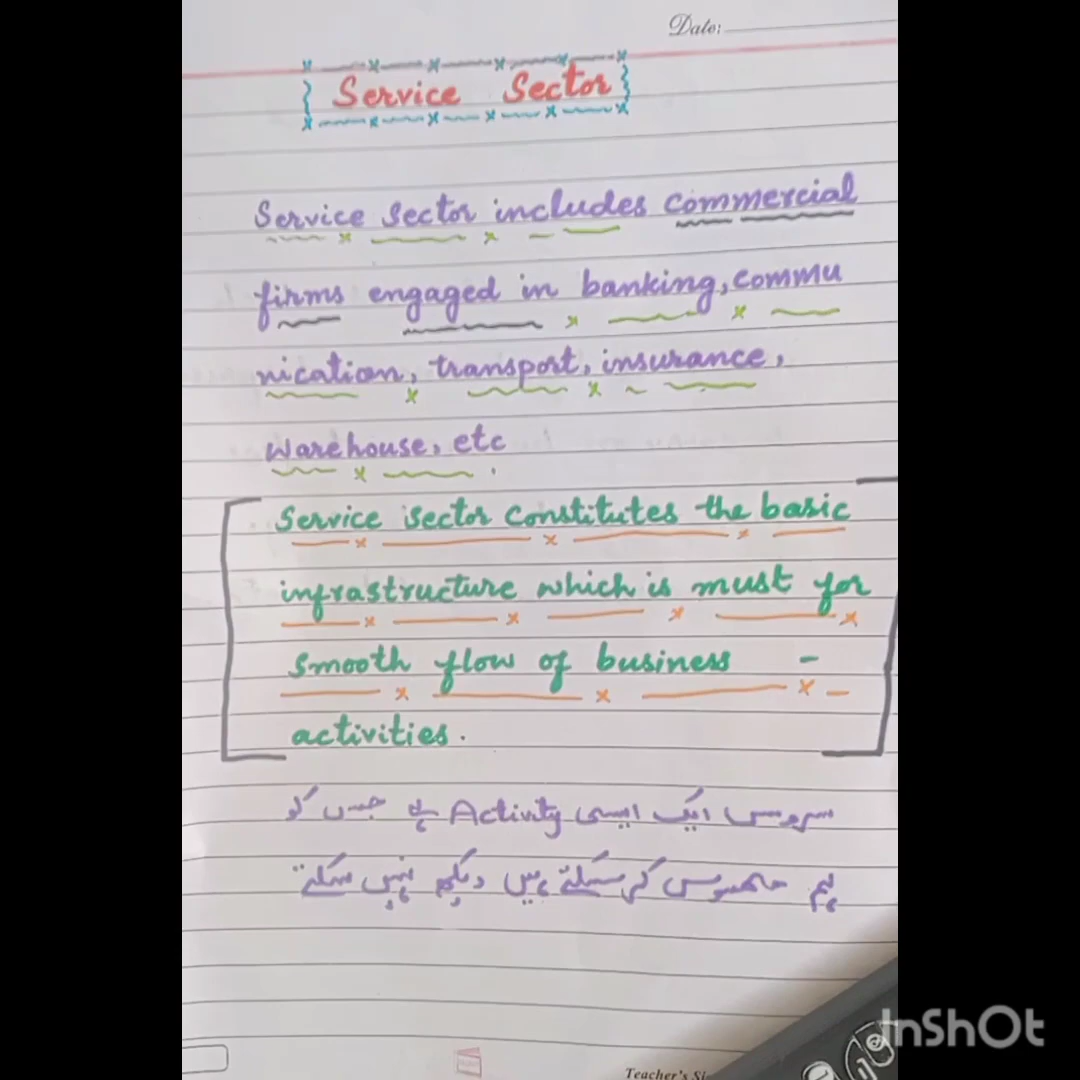 Date:
Service Sector
Service sector includes commercial
firms engaged in banking, commu
nication, transport, insurance,
warehouse, etc
Service sector constitutes the basic
infrastructure which is must for
smooth flow of business -
activities.
سروس ایک ایسی Activity ہے جس کو
ہم محسوس کر سکتے ہیں دیکھ نہیں سکتے
InShOt
Teacher's Si